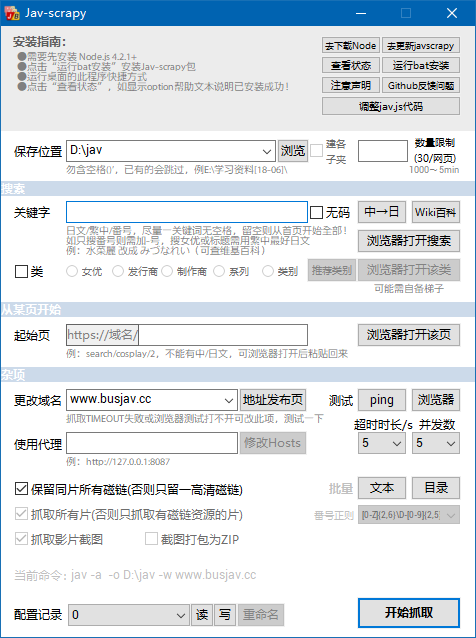 Jav-scrapy
安装指南：
●需要先安装 Node.js 4.2.1+
●点击“运行bat安装”安装Jav-scrapy包
●运行桌面的此程序快捷方式
●点击“查看状态”，如显示option帮助文本说明已安装成功！
去下载Node 去更新javscrapy
查看状态 运行bat安装
注意声明 Github反馈问题
调整jav.js代码
保存位置 D:\jav 浏览 建各子夹 数量限制
(30/网页)
勿含空格()'，已有的会跳过，例E:\学习资料[18-06]\ 1000～5min
搜索
关键字 无码 中→日 Wiki百科
日文/繁中/番号，尽量一关键词无空格，留空则从首页开始全部！
如只搜番号则需加-号，搜女优或标题需用繁中最好日文
例：水菜麗 改成 みづなれい（可查维基百科）
浏览器打开搜索
类 女优 发行商 制作商 系列 类别 推荐类别 浏览器打开该类
可能需自备梯子
从某页开始
起始页 https://域名/ 浏览器打开该页
例：search/cosplay/2，不能有中/日文，可浏览器打开后粘贴回来
杂项
更改域名 www.busjav.cc 地址发布页 测试 ping 浏览器
抓取TIMEOUT失败或浏览器测试打不开可改此项，测试一下
超时时长/s 并发数
使用代理 修改Hosts 5 5
例：http://127.0.0.1:8087
保留同片所有磁链(否则只留一高清磁链) 批量 文本 目录
抓取所有片(否则只抓取有磁链资源的片) 番号正则 [0-Z]{2,6}\D-[0-9]{2,5}
抓取影片截图 截图打包为ZIP
当前命令：jav -a -o D:\jav -w www.busjav.cc
配置记录 0 读 写 重命名 开始抓取